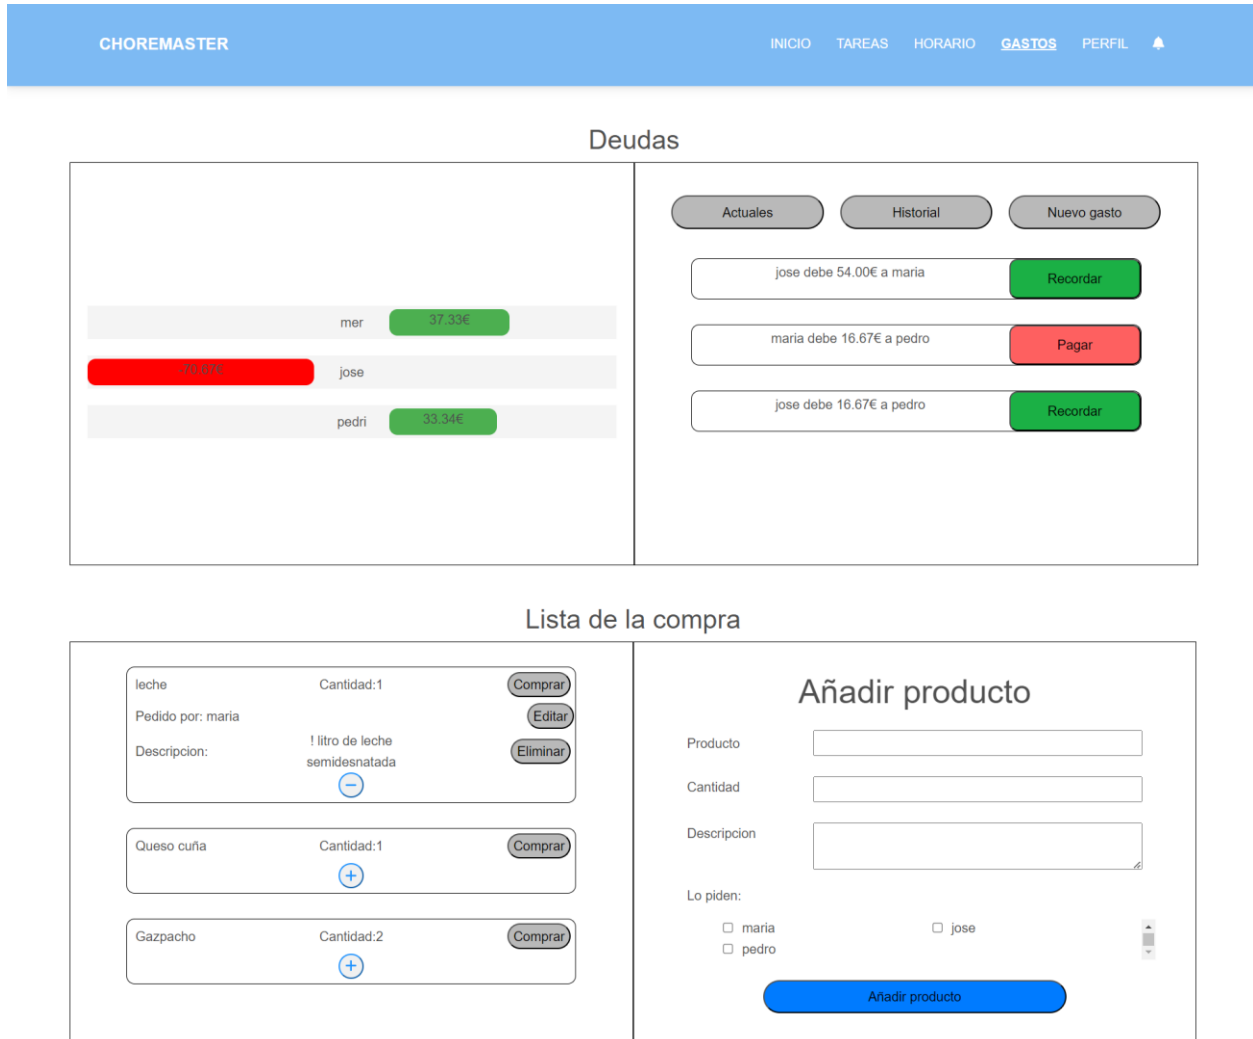 CHOREMASTER
INICIO TAREAS HORARIO GASTOS PERFIL
Deudas
mer 37.33€
-70.67€ jose
pedri 33.34€
Actuales Historial Nuevo gasto
jose debe 54.00€ a maria Recordar
maria debe 16.67€ a pedro Pagar
jose debe 16.67€ a pedro Recordar
Lista de la compra
leche Cantidad:1 Comprar
Pedido por: maria Editar
Descripcion: ! litro de leche Eliminar
semidesnatada
Queso cuña Cantidad:1 Comprar
Gazpacho Cantidad:2 Comprar
Añadir producto
Producto
Cantidad
Descripcion
Lo piden:
maria jose
pedro
Añadir producto